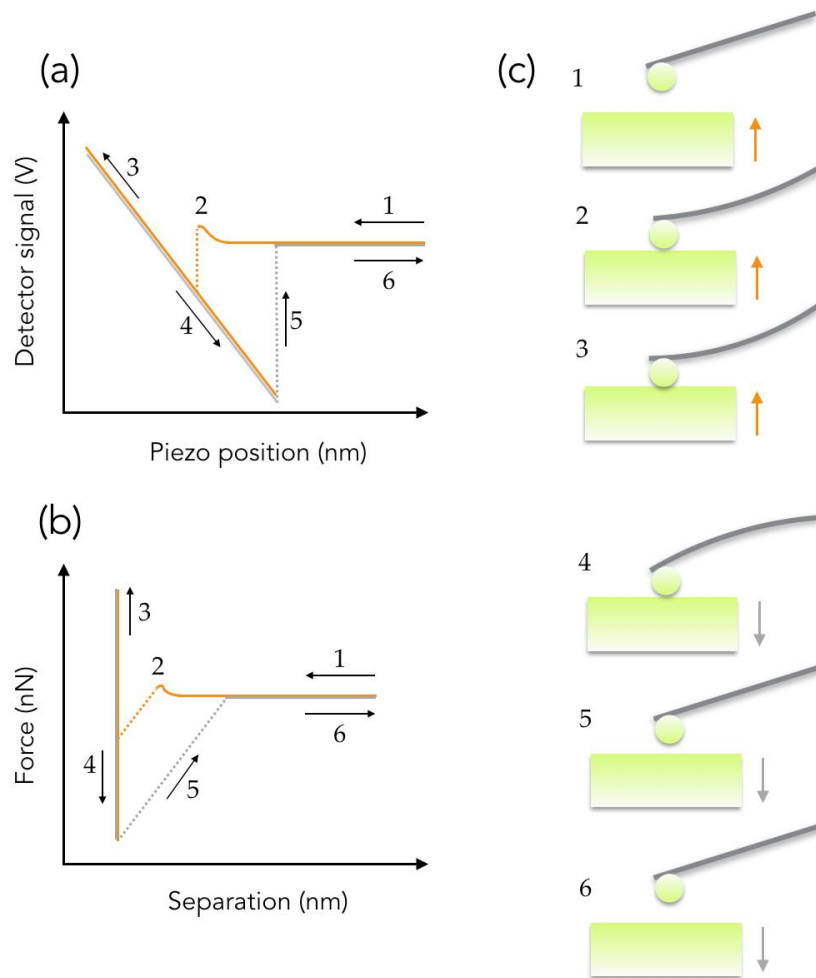 (a)
Detector signal (V)
3
2
1
6
4
5
Piezo position (nm)
(b)
Force (nN)
3
2
1
6
4
5
Separation (nm)
(c)
1
2
3
4
5
6